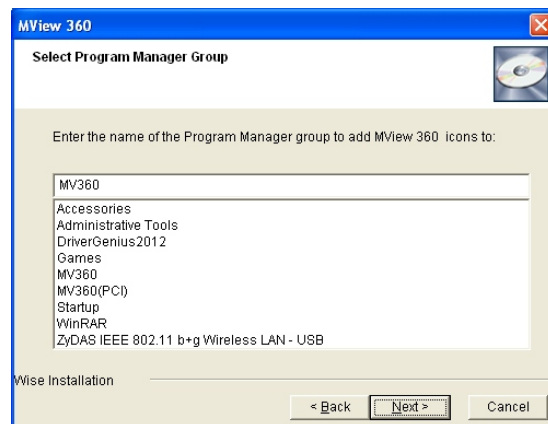 MView 360
Select Program Manager Group
Enter the name of the Program Manager group to add MView 360 icons to:
MV360
Accessories
Administrative Tools
DriverGenius2012
Games
MV360
MV360(PCI)
Startup
WinRAR
ZyDAS IEEE 802.11 b+g Wireless LAN - USB
Wise Installation
< Back
Next >
Cancel